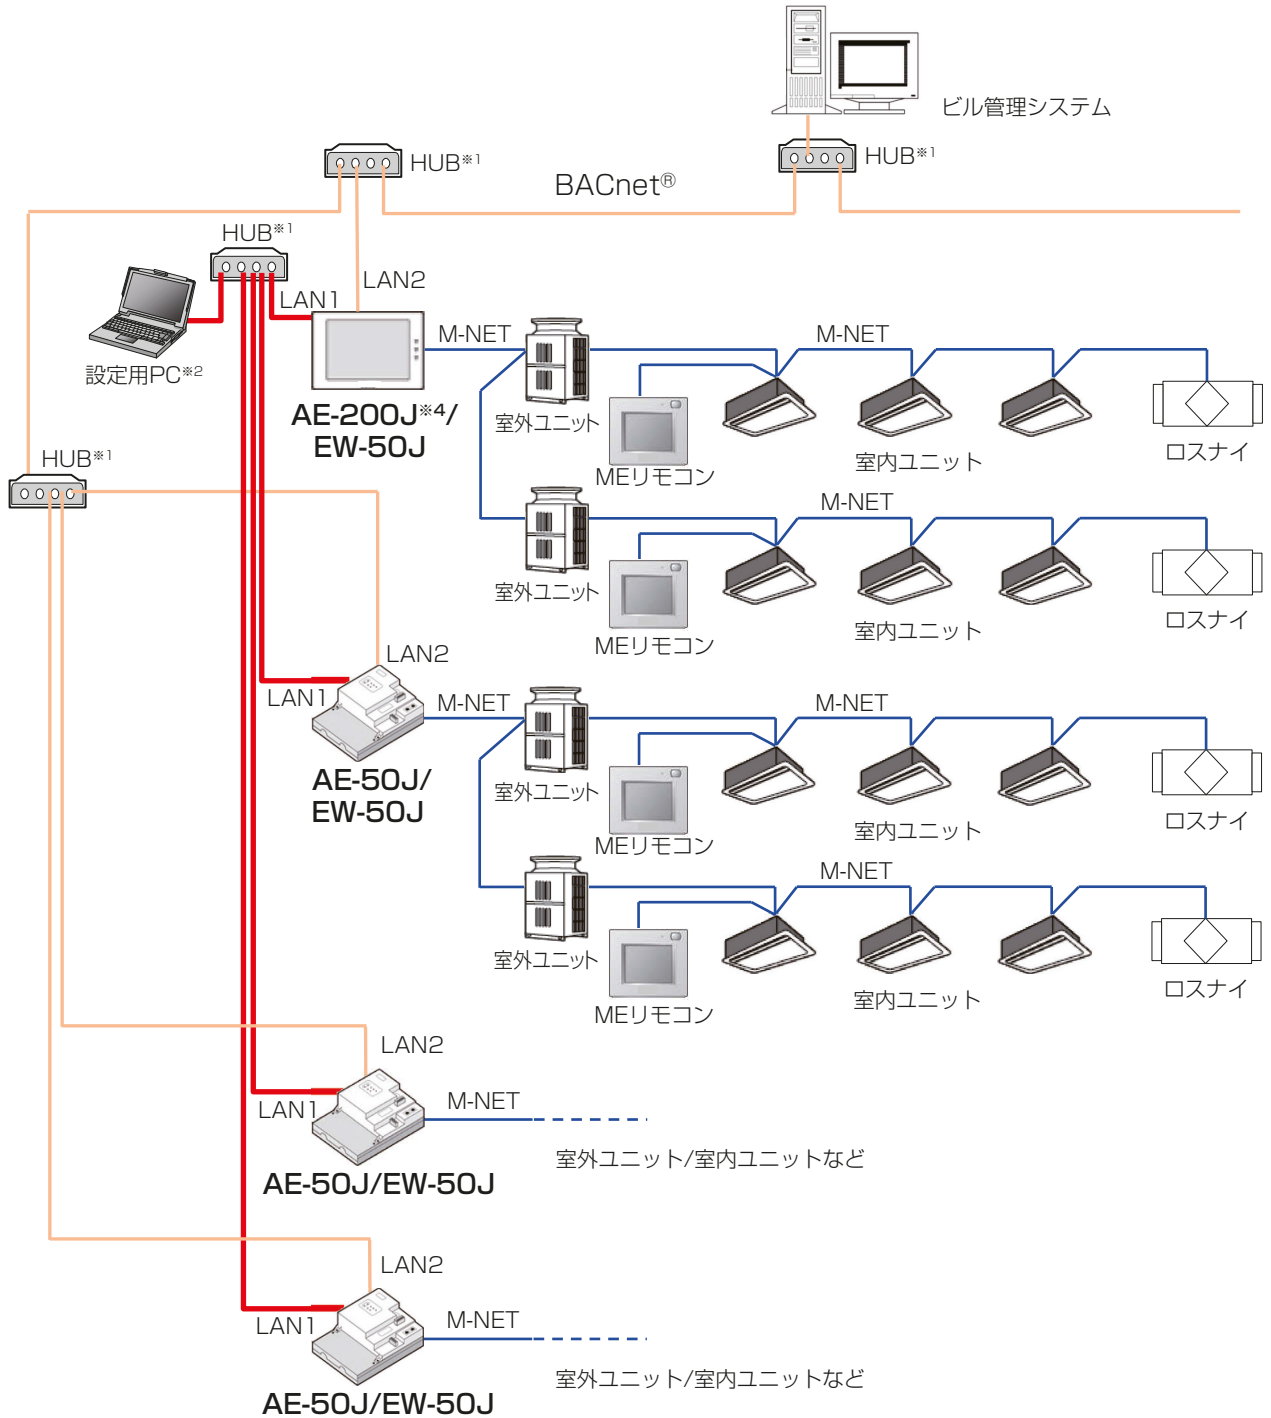 ビル管理システム
HUB※1
HUB※1
BACnet®
HUB※1
LAN2
LAN1
設定用PC※2
M-NET
M-NET
AE-200J※4/
EW-50J
室外ユニット
MEリモコン
室内ユニット
ロスナイ
HUB※1
M-NET
室外ユニット
MEリモコン
室内ユニット
ロスナイ
LAN2
LAN1
M-NET
M-NET
AE-50J/
EW-50J
室外ユニット
MEリモコン
室内ユニット
ロスナイ
M-NET
室外ユニット
MEリモコン
室内ユニット
ロスナイ
LAN2
LAN1
M-NET
室外ユニット/室内ユニットなど
AE-50J/EW-50J
LAN2
LAN1
M-NET
室外ユニット/室内ユニットなど
AE-50J/EW-50J